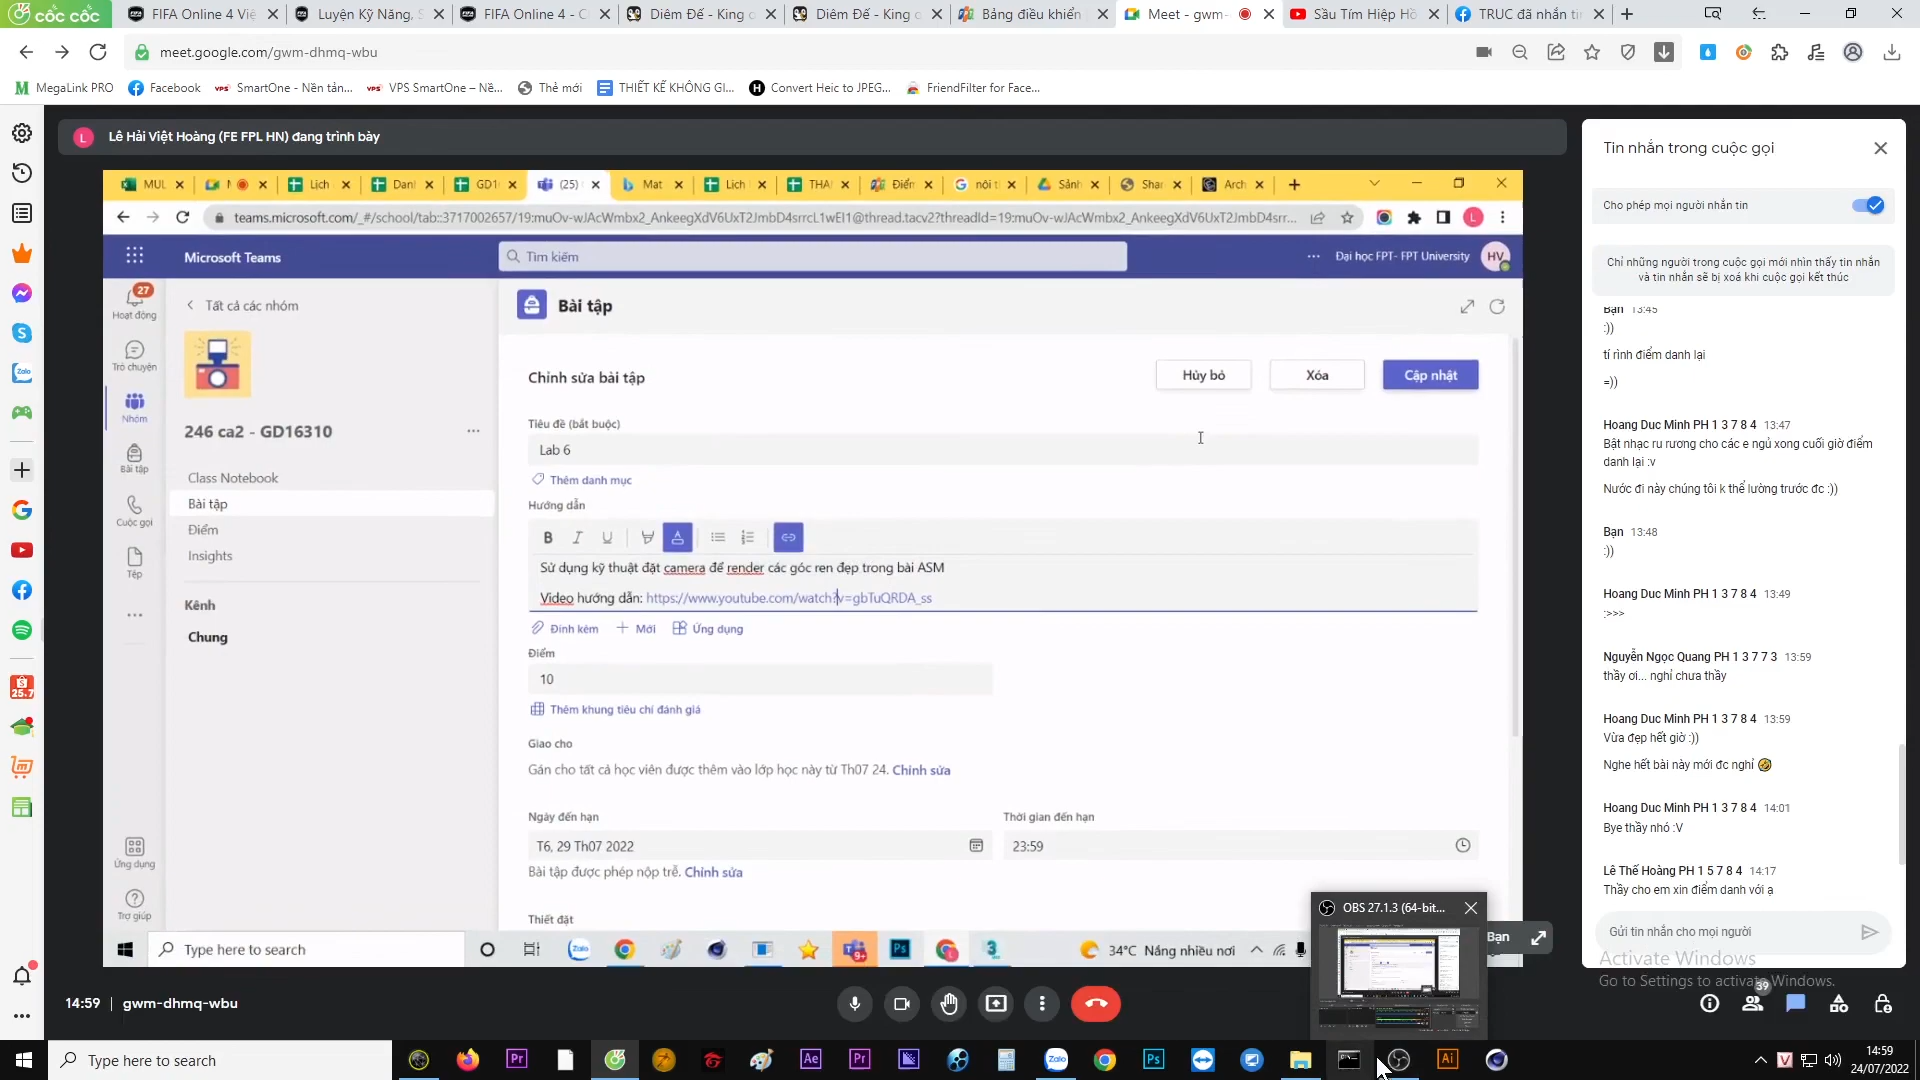 cốc cốc
FIFA Online 4 Việ
Luyện Kỹ Năng, S
FIFA Online 4 - C
Diêm Đế - King o
Diêm Đế - King o
Bảng điều khiển
Meet - gwm-
Sầu Tím Hiệp Hồ
TRUC đã nhắn ti
meet.google.com/gwm-dhmq-wbu
MegaLink PRO
Facebook
SmartOne - Nền tản...
VPS SmartOne – Nề...
Thẻ mới
THIẾT KẾ KHÔNG GI...
Convert Heic to JPEG...
FriendFilter for Face...
L
Lê Hải Việt Hoàng (FE FPL HN) đang trình bày
MUL
Lịch
Danl
GD1
(25)
Mat
Lịch
THAI
Điển
nói t
Sảnh
Shar
Arch
teams.microsoft.com/_#/school/tab::3717002657/19:muOv-wJAcWmbx2_AnkeegXdV6UxT2JmbD4srrcL1wEI1@thread.tacv2?threadId=19:muOv-wJAcWmbx2_AnkeegXdV6UxT2JmbD4srr...
Microsoft Teams
Tìm kiếm
Đại học FPT- FPT University
HV
27
Hoạt động
Trò chuyện
Nhóm
Bài tập
Cuộc gọi
Tệp
Ứng dụng
Trợ giúp
Tất cả các nhóm
246 ca2 - GD16310
Class Notebook
Bài tập
Điểm
Insights
Kênh
Chung
Bài tập
Chỉnh sửa bài tập
Hủy bỏ
Xóa
Cập nhật
Tiêu đề (bắt buộc)
Lab 6
Thêm danh mục
Hướng dẫn
B I U
Sử dụng kỹ thuật đặt camera để render các góc ren đẹp trong bài ASM
Video hướng dẫn: https://www.youtube.com/watch?v=gbTuQRDA_ss
Đính kèm
Mới
Ứng dụng
Điểm
10
Thêm khung tiêu chí đánh giá
Giao cho
Gán cho tất cả học viên được thêm vào lớp học này từ Th07 24. Chỉnh sửa
Ngày đến hạn
Thời gian đến hạn
T6, 29 Th07 2022
23:59
Bài tập được phép nộp trễ. Chỉnh sửa
Thiết đặt
Type here to search
34°C Nắng nhiều nơi
OBS 27.1.3 (64-bit...
Bạn
Tin nhắn trong cuộc gọi
Cho phép mọi người nhắn tin
Chỉ những người trong cuộc gọi mới nhìn thấy tin nhắn
và tin nhắn sẽ bị xoá khi cuộc gọi kết thúc
Bạn 13:45
:))
tí rình điểm danh lại
=))
Hoang Duc Minh PH 1 3 7 8 4 13:47
Bật nhạc ru rương cho các e ngủ xong cuối giờ điểm
danh lại :v
Nước đi này chúng tôi k thể lường trước đc :))
Bạn 13:48
:))
Hoang Duc Minh PH 1 3 7 8 4 13:49
:>>>
Nguyễn Ngọc Quang PH 1 3 7 7 3 13:59
thầy ơi... nghỉ chưa thầy
Hoang Duc Minh PH 1 3 7 8 4 13:59
Vừa đẹp hết giờ :))
Nghe hết bài này mới đc nghỉ
Hoang Duc Minh PH 1 3 7 8 4 14:01
Bye thầy nhó :V
Lê Thế Hoàng PH 1 5 7 8 4 14:17
Thầy cho em xin điểm danh với ạ
Gửi tin nhắn cho mọi người
Activate Windows
Go to Settings to activate Windows.
14:59 | gwm-dhmq-wbu
39
Type here to search
14:59
24/07/2022